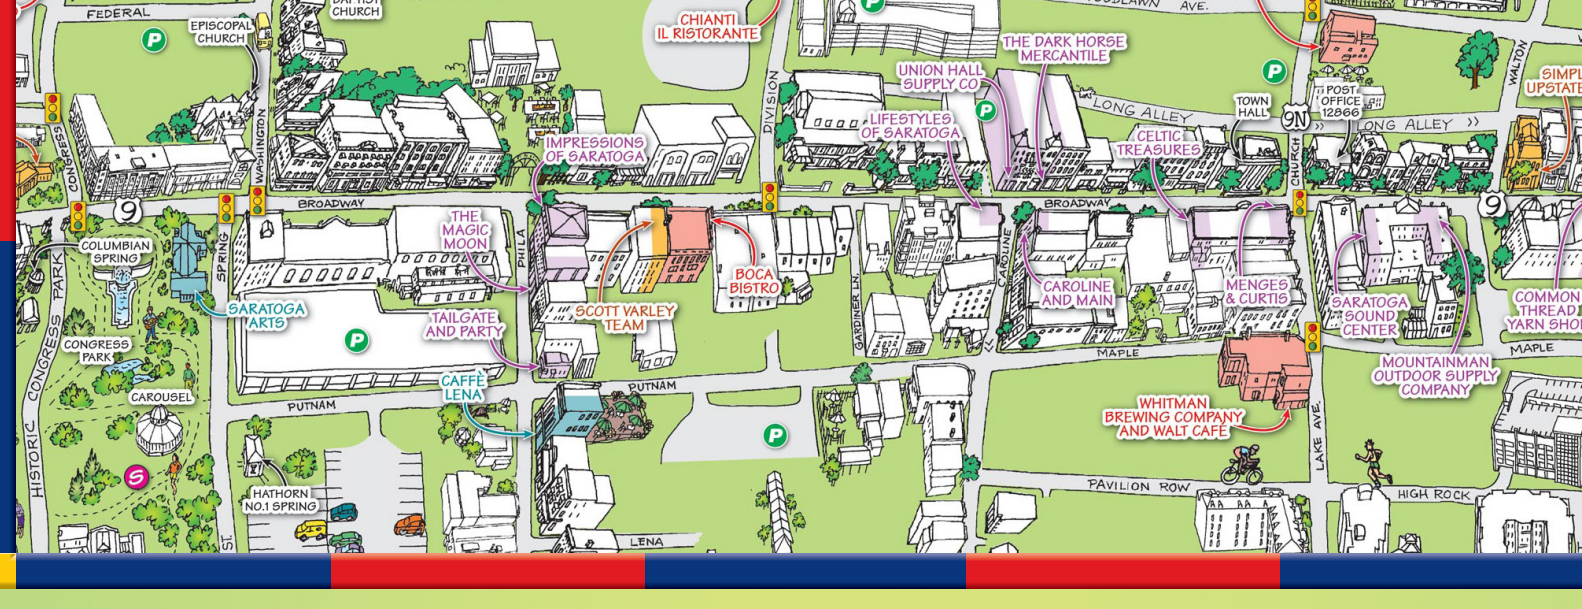 FEDERAL
EPISCOPAL
CHURCH
BAPTIST
CHURCH
CHIANTI
IL RISTORANTE
P
P
AVE.
THE DARK HORSE
MERCANTILE
UNION HALL
SUPPLY CO
P
P
LONG ALLEY
TOWN
HALL
9N
POST
OFFICE
12866
LONG ALLEY
WALTON
SIMPL
UPSTATE
CONGRESS
WASHINGTON
DIVISION
CHURCH
IMPRESSIONS
OF SARATOGA
LIFESTYLES
OF SARATOGA
CELTIC
TREASURES
9
BROADWAY
BROADWAY
9
COLUMBIAN
SPRING
SPRING
THE
MAGIC
MOON
PHILA
BOCA
BISTRO
GARDINER LN.
CAROLINE
CAROLINE
AND MAIN
MENGES
& CURTIS
SARATOGA
SOUND
CENTER
COMMON
THREAD
YARN SHO
SARATOGA
ARTS
TAILGATE
AND PARTY
SCOTT VARLEY
TEAM
P
CONGRESS
PARK
CAFFÈ
LENA
PUTNAM
PUTNAM
MAPLE
MAPLE
MOUNTAINMAN
OUTDOOR SUPPLY
COMPANY
CAROUSEL
HISTORIC CONGRESS PARK
WHITMAN
BREWING COMPANY
AND WALT CAFÉ
LAKE AVE.
P
S
HATHORN
NO.1 SPRING
PAVILION ROW
HIGH ROCK
ST.
LENA